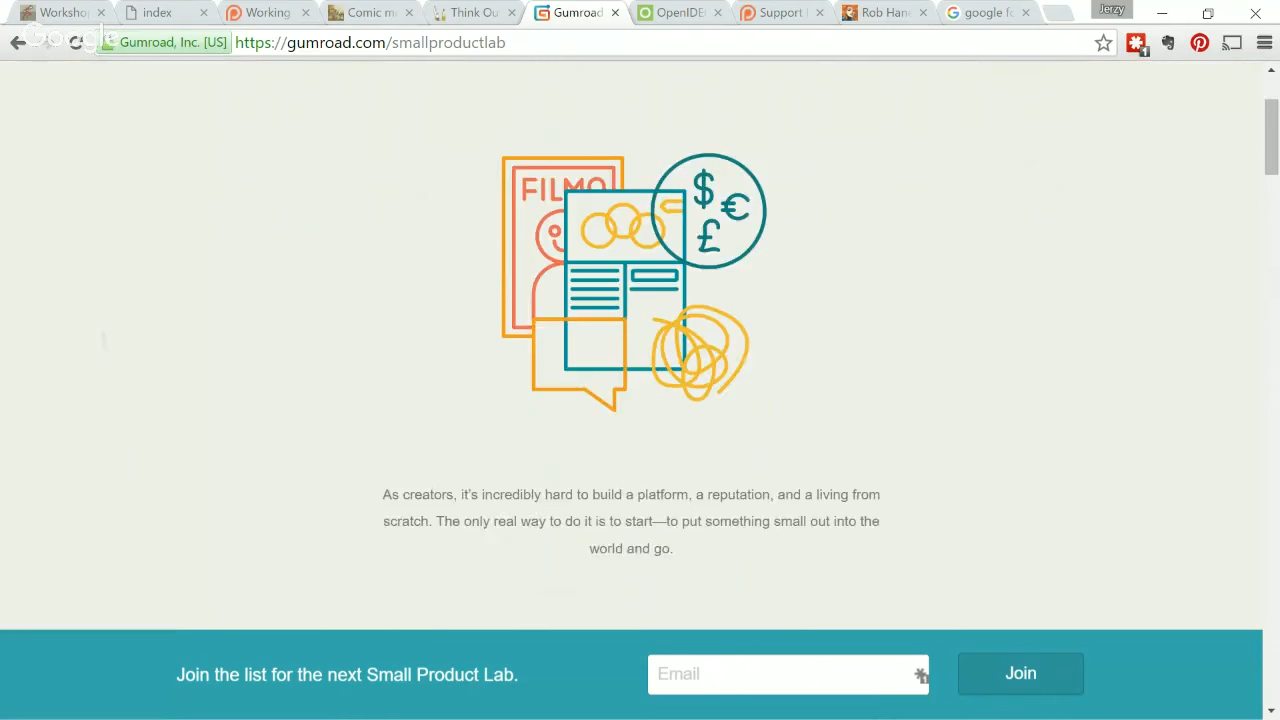 Workshop
Index
Working
Comic m
Think Ou
Gumroad
OpenIDE
Support
Rob Han
google fo
Jerzy
Google
Gumroad, Inc. [US]
https://gumroad.com/smallproductlab
1
FILMO
$
€
£
As creators, it's incredibly hard to build a platform, a reputation, and a living from
scratch. The only real way to do it is to start—to put something small out into the
world and go.
Join the list for the next Small Product Lab.
Email
1
Join